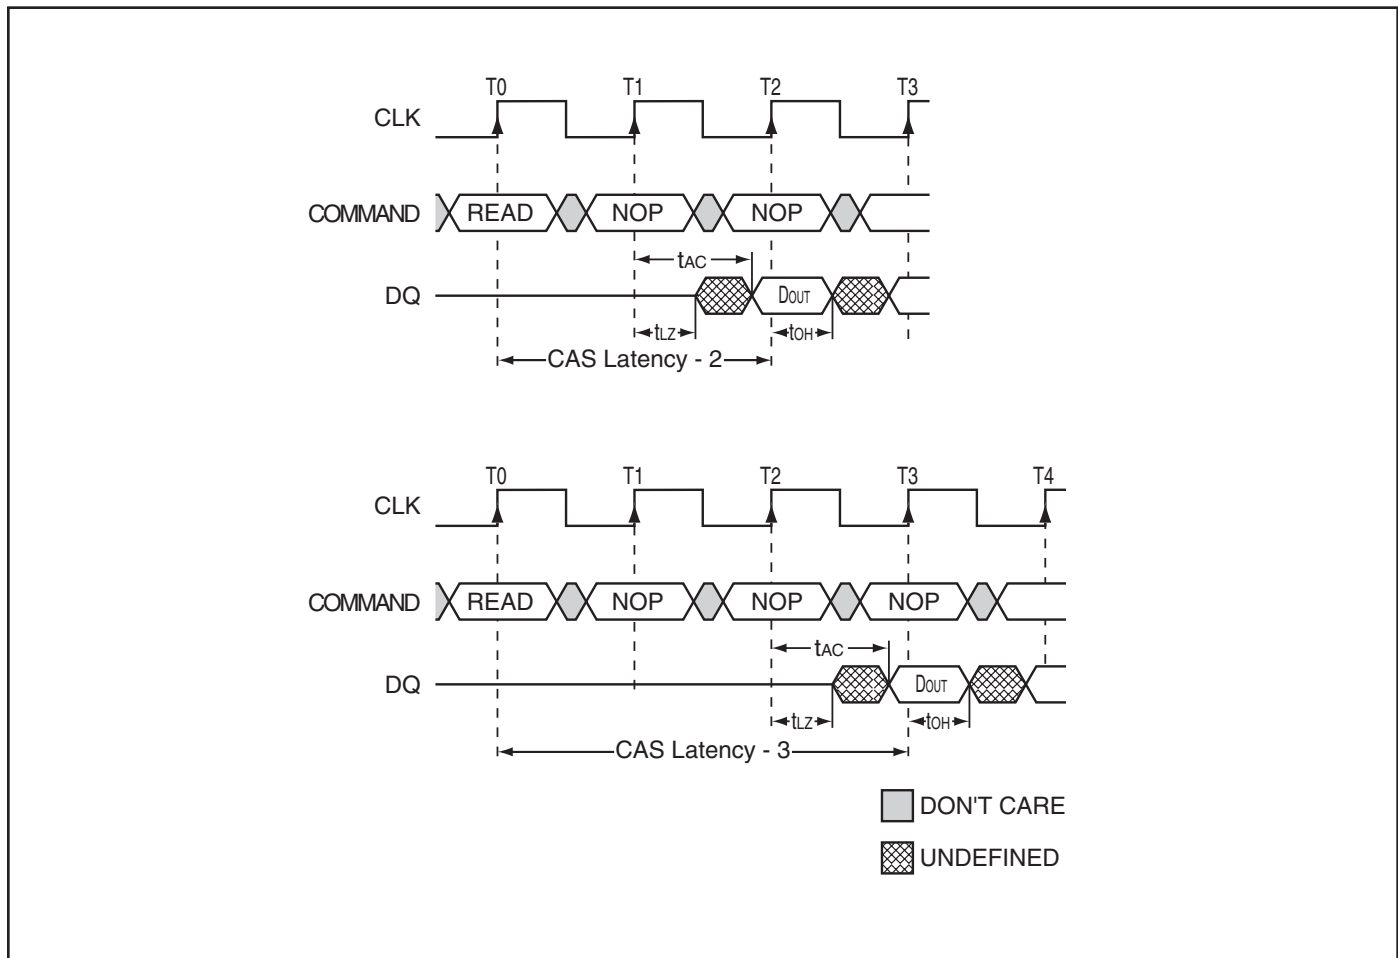 T0 T1 T2 T3
CLK
COMMAND READ NOP NOP
tAC
DQ DOUT
tLZ tOH
CAS Latency - 2
T0 T1 T2 T3 T4
CLK
COMMAND READ NOP NOP NOP
tAC
DQ DOUT
tLZ tOH
CAS Latency - 3
DON'T CARE
UNDEFINED